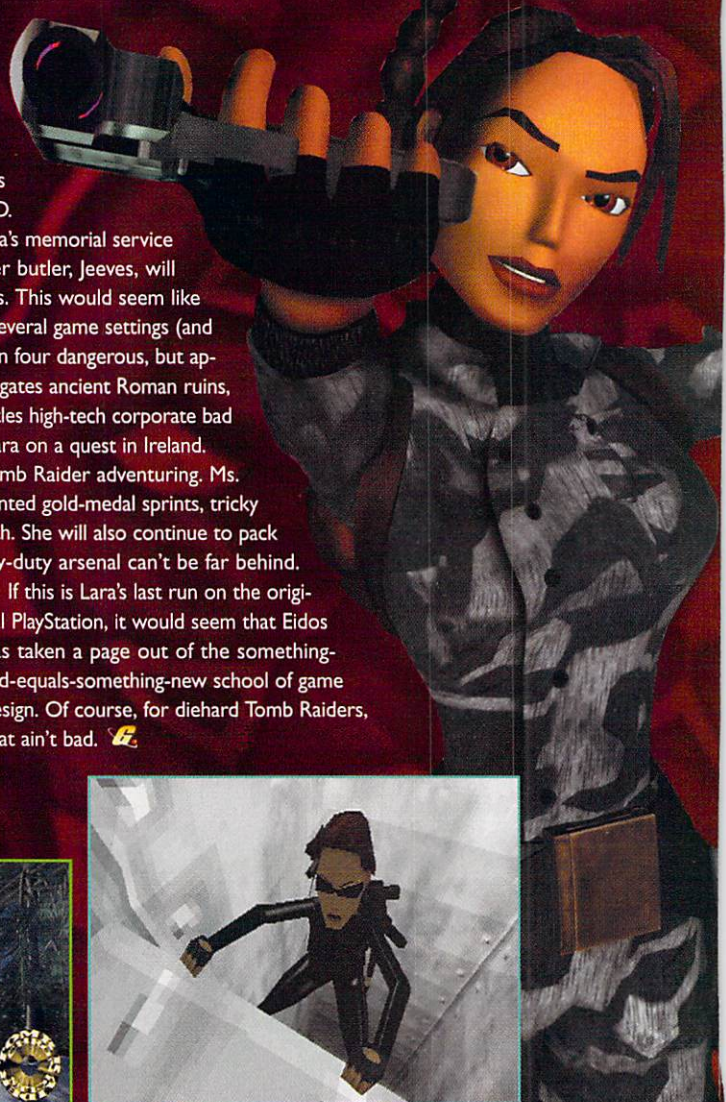 s
D.
a's memorial service
er butler, Jeeves, will
s. This would seem like
everal game settings (and
n four dangerous, but ap-
gates ancient Roman ruins,
tles high-tech corporate bad
ara on a quest in Ireland.
mb Raider adventuring. Ms.
nted gold-medal sprints, tricky
th. She will also continue to pack
y-duty arsenal can't be far behind.
If this is Lara's last run on the origi-
l PlayStation, it would seem that Eidos
s taken a page out of the something-
d-equals-something-new school of game
esign. Of course, for diehard Tomb Raiders,
at ain't bad. G.